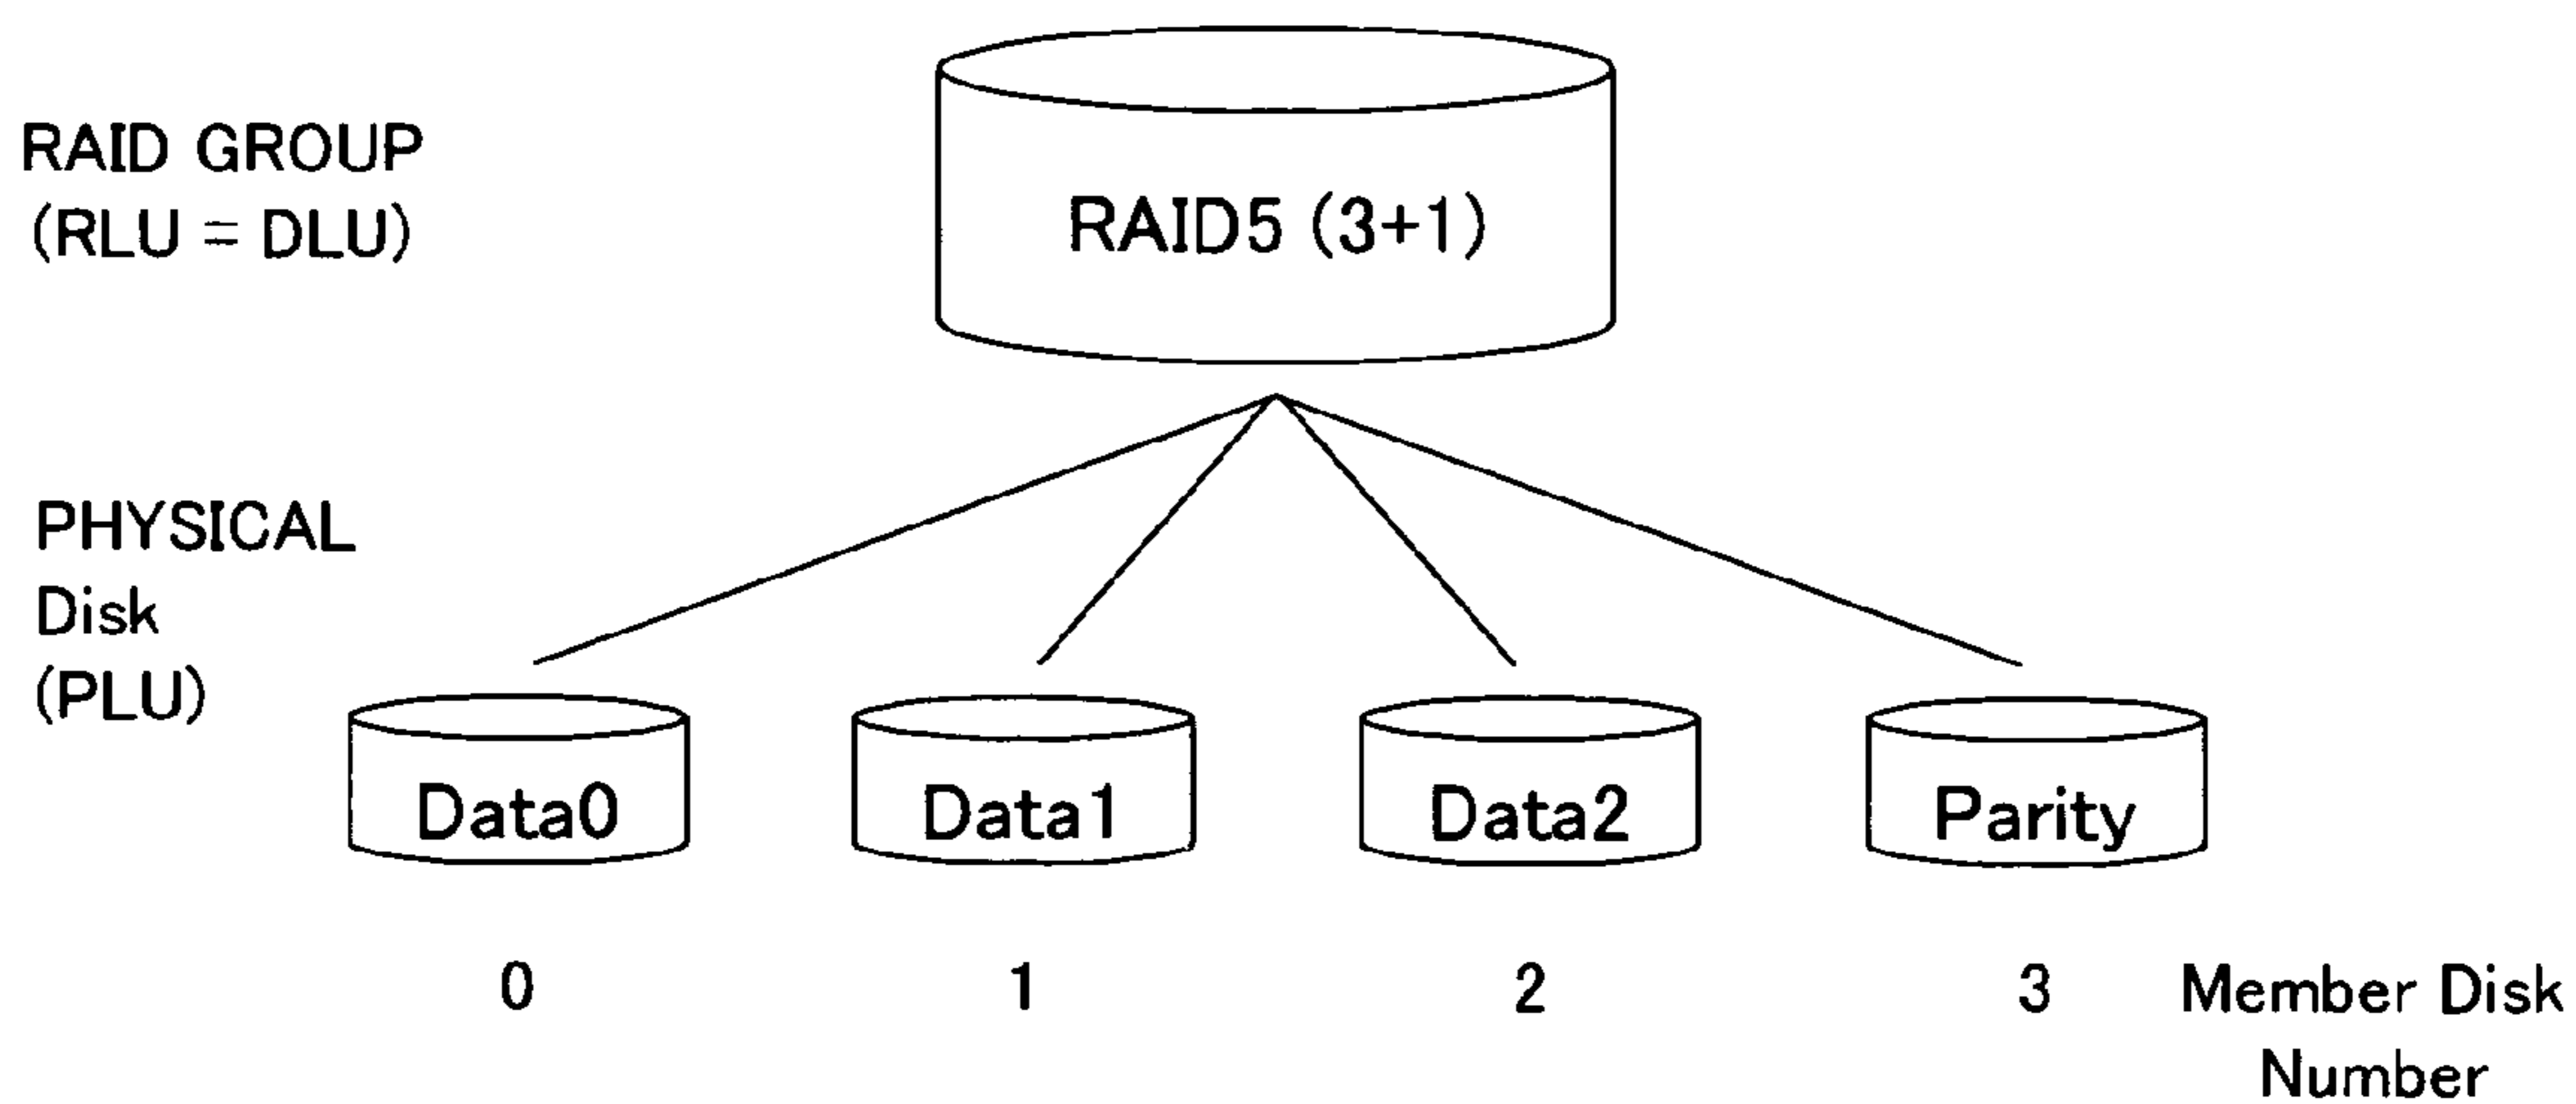 RAID GROUP
(RLU = DLU)
RAID5 (3+1)
PHYSICAL
Disk
(PLU)
Data0
Data1
Data2
Parity
0
1
2
3
Member Disk
Number